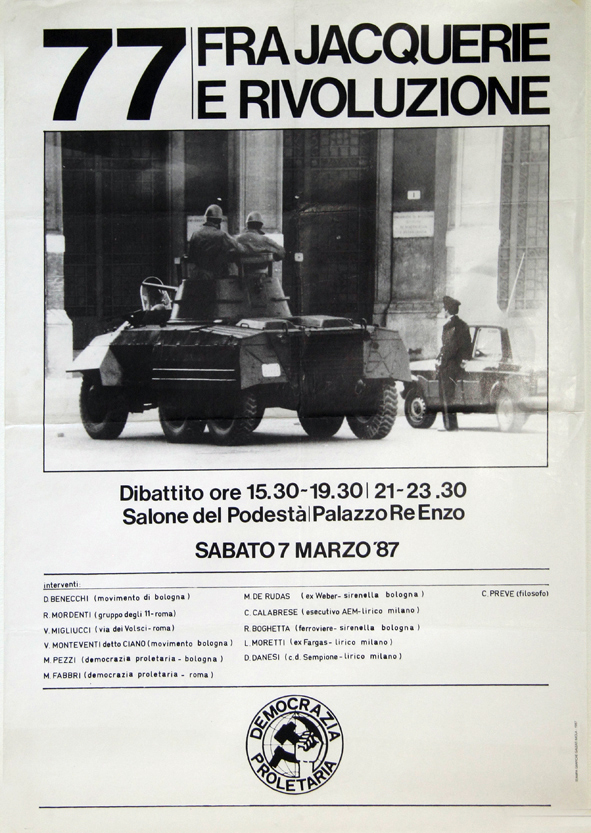 77 FRA JACQUERIE
E RIVOLUZIONE
Dibattito ore 15.30-19.30 | 21-23.30
Salone del Podestà | Palazzo Re Enzo
SABATO 7 MARZO '87
interventi:
D. BENECCHI (movimento di bologna)
R. MORDENTI (gruppo degli 11-roma)
V. MIGLIUCCI (via dei Volsci-roma)
V. MONTEVENTI detto CIANO (movimento bologna)
M. PEZZI (democrazia proletaria - bologna)
M. FABBRI (democrazia proletaria - roma)
M. DE RUDAS (ex Weber- sirenella bologna)
C. CALABRESE (esecutivo AEM-lirico milano)
R. BOGHETTA (ferroviere- sirenella bologna)
L. MORETTI (ex Fargas- lirico milano)
D. DANESI (c.d. Sempione-lirico milano)
C. PREVE (filosofo)
DEMOCRAZIA
PROLETARIA